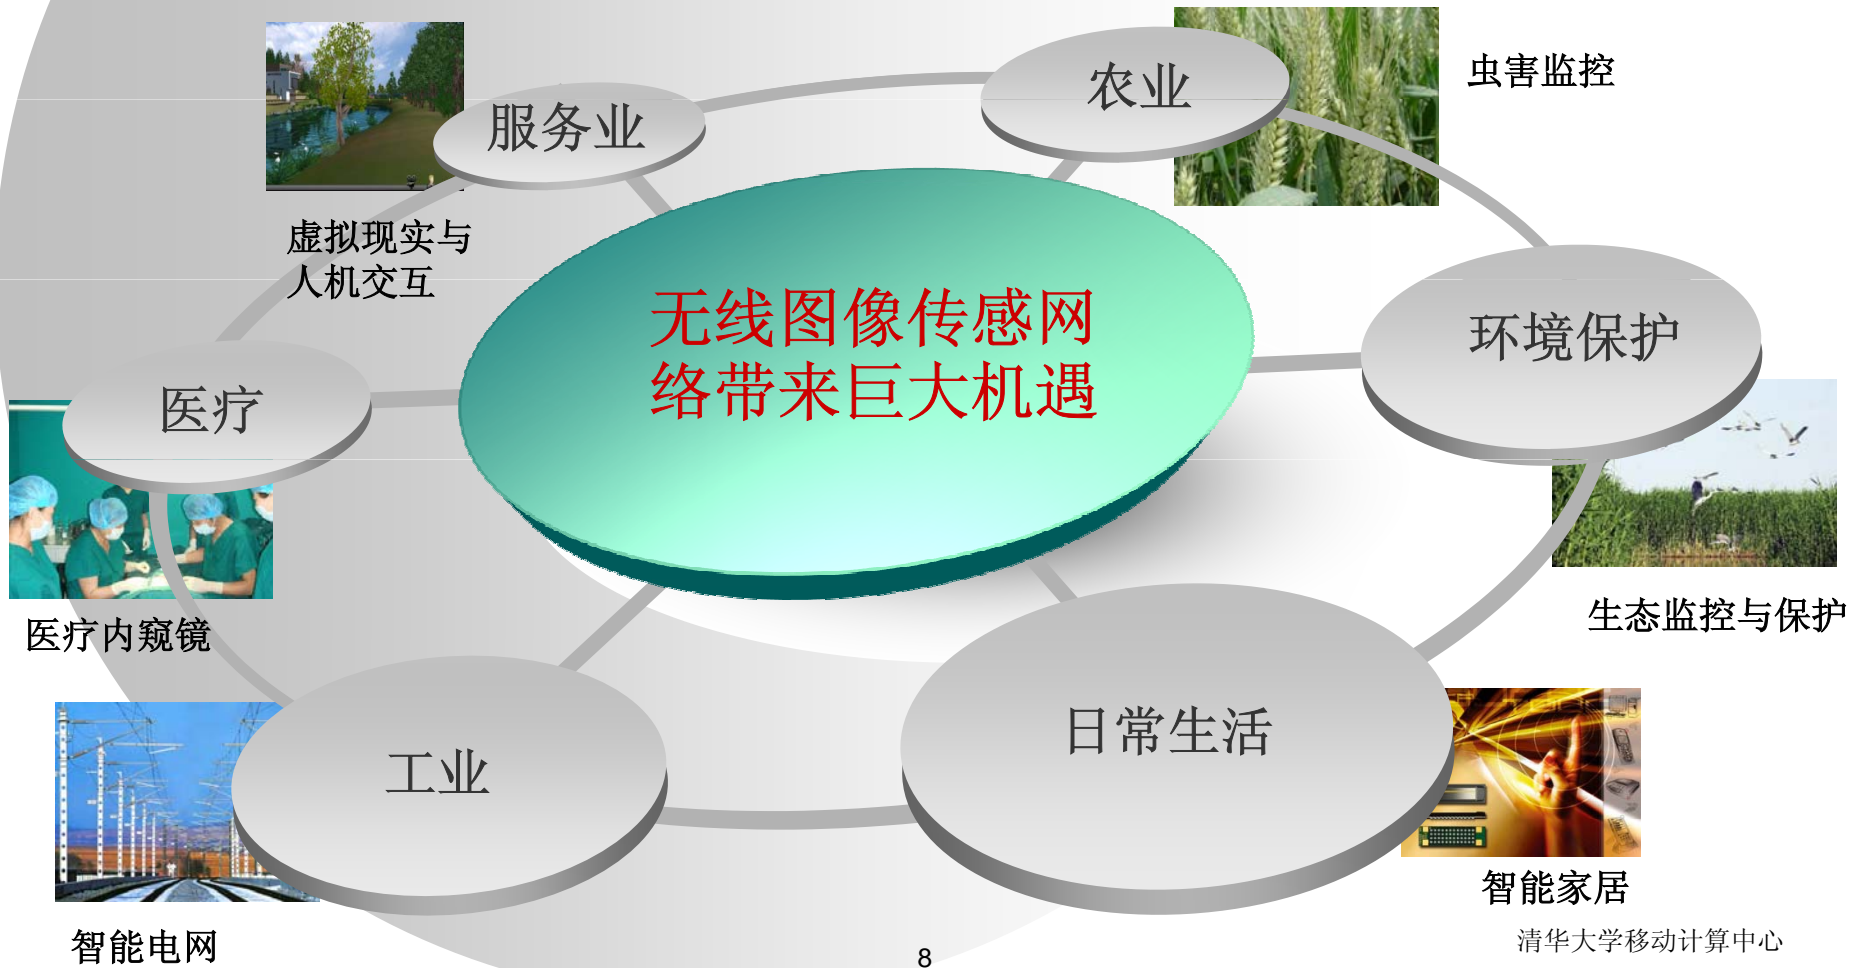 虫害监控
农业
服务业
虚拟现实与
人机交互
无线图像传感网
络带来巨大机遇
环境保护
医疗
医疗内窥镜
生态监控与保护
工业
日常生活
智能家居
智能电网
清华大学移动计算中心
8